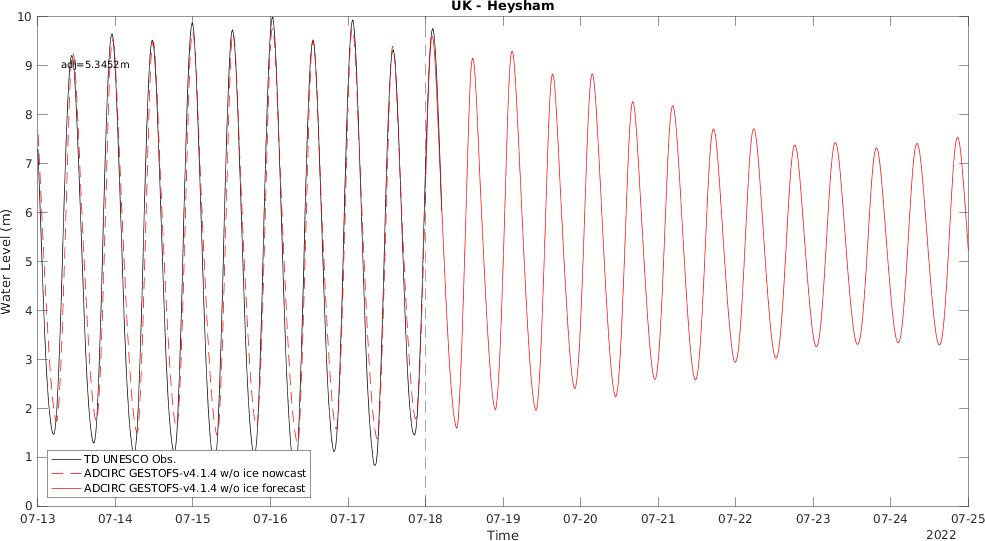 UK - Heysham
10
9
8
7
6
5
4
3
2
1
0
Water Level (m)
adj=5.3452m
TD UNESCO Obs.
ADCIRC GESTOFS-v4.1.4 w/o ice nowcast
ADCIRC GESTOFS-v4.1.4 w/o ice forecast
07-13 07-14 07-15 07-16 07-17 07-18 07-19 07-20 07-21 07-22 07-23 07-24 07-25
Time
2022